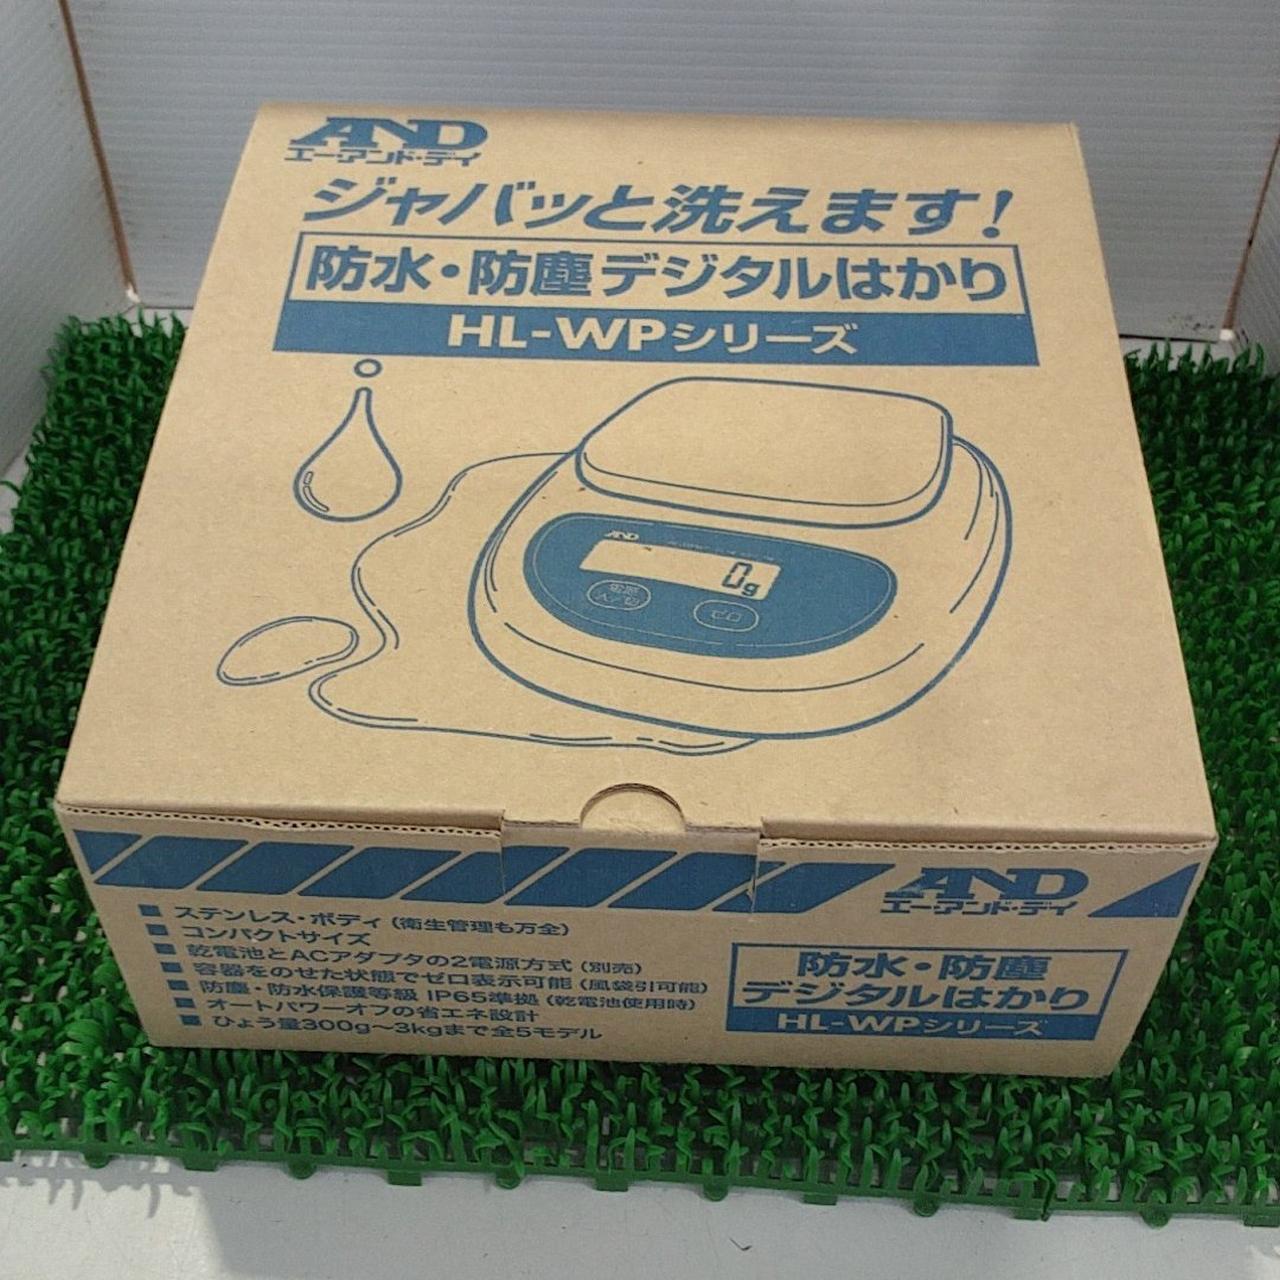 AND
エー・アンド・デイ
ジャバッと洗えます!
防水・防塵デジタルはかり
HL-WPシリーズ
AND
0g
ゼロ
AND
エー・アンド・デイ
■ ステンレス・ボディ (衛生管理も万全)
■ コンパクトサイズ
■ 乾電池とACアダプタの2電源方式 (別売)
■ 容器をのせた状態でゼロ表示可能 (風袋引可能)
■ 防塵・防水保護等級 IP65準拠 (乾電池使用時)
■ オートパワーオフの省エネ設計
■ ひょう量300g~3kgまで全5モデル
防水・防塵
デジタルはかり
HL-WPシリーズ